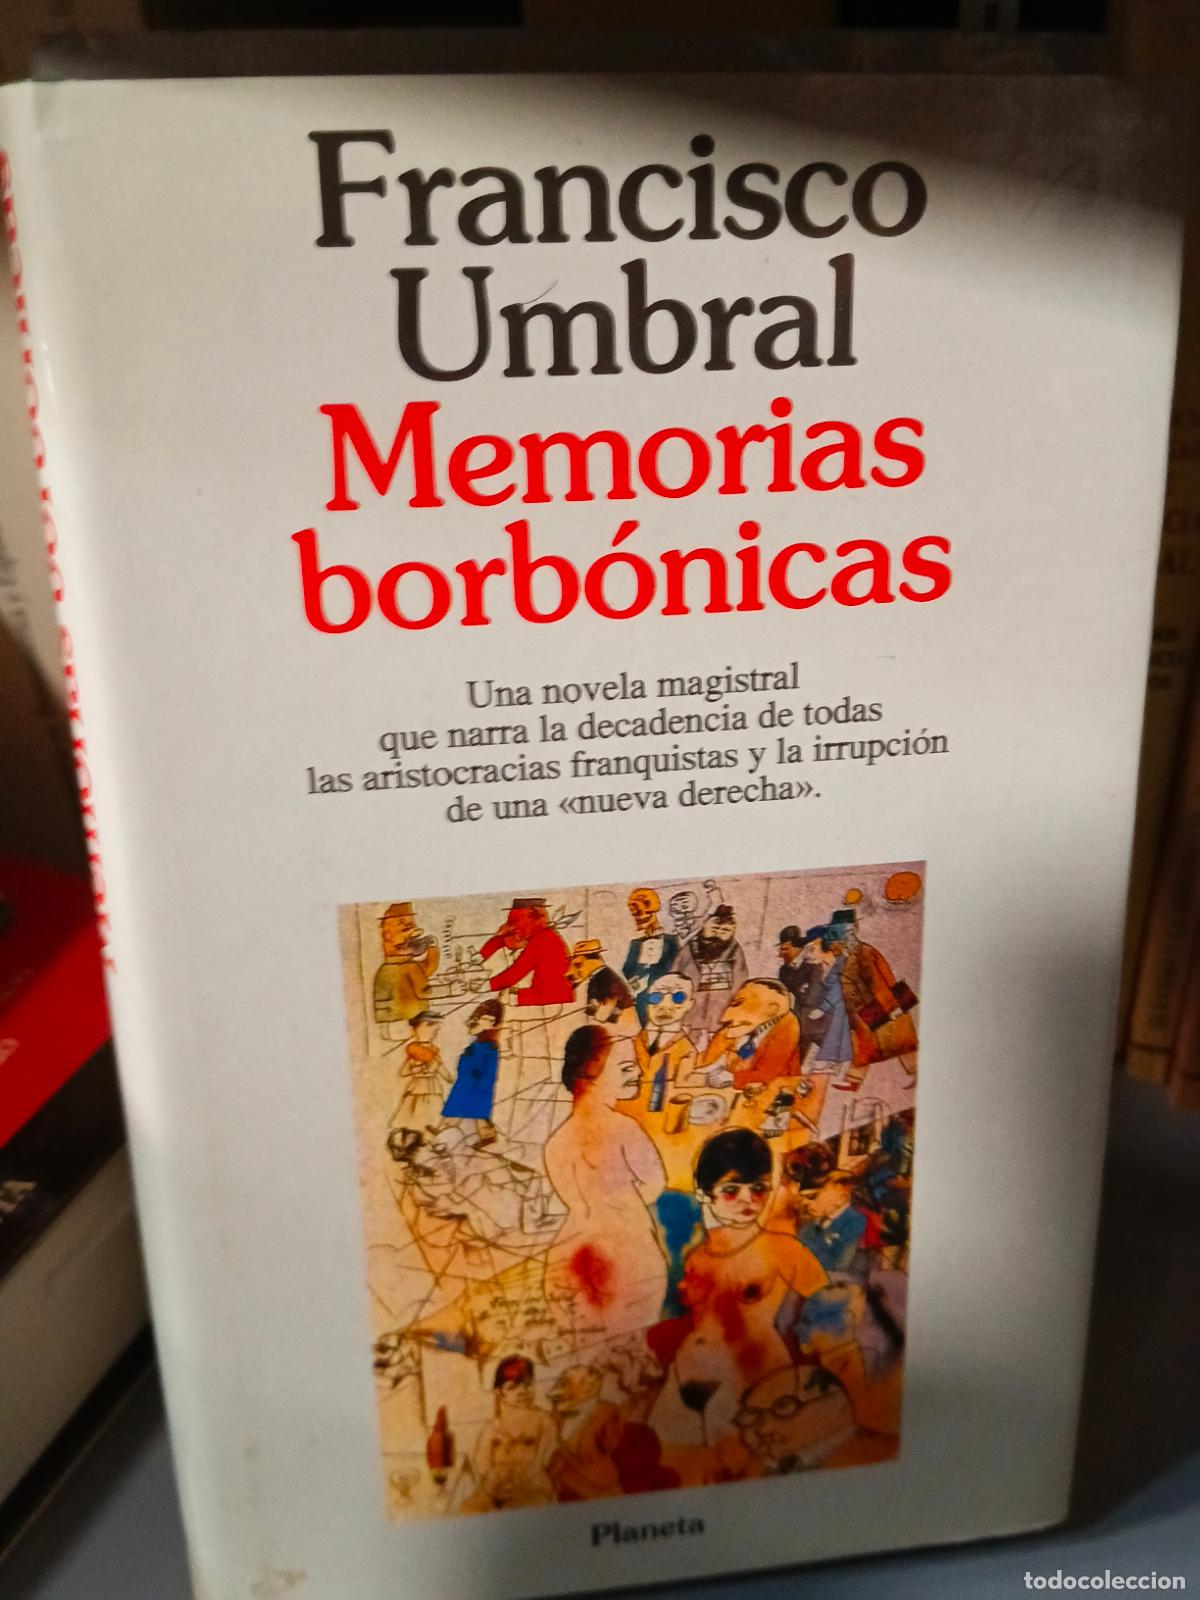 Francisco
Umbral
Memorias
borbónicas
Una novela magistral
que narra la decadencia de todas
las aristocracias franquistas y la irrupción
de una «nueva derecha».
Planeta
todocoleccion